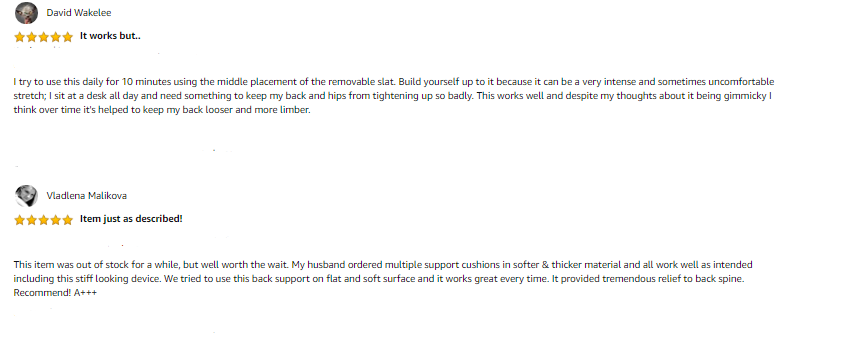 David Wakelee
It works but..
I try to use this daily for 10 minutes using the middle placement of the removable slat. Build yourself up to it because it can be a very intense and sometimes uncomfortable
stretch; I sit at a desk all day and need something to keep my back and hips from tightening up so badly. This works well and despite my thoughts about it being gimmicky I
think over time it's helped to keep my back looser and more limber.
Vladlena Malikova
Item just as described!
This item was out of stock for a while, but well worth the wait. My husband ordered multiple support cushions in softer & thicker material and all work well as intended
including this stiff looking device. We tried to use this back support on flat and soft surface and it works great every time. It provided tremendous relief to back spine.
Recommend! A+++